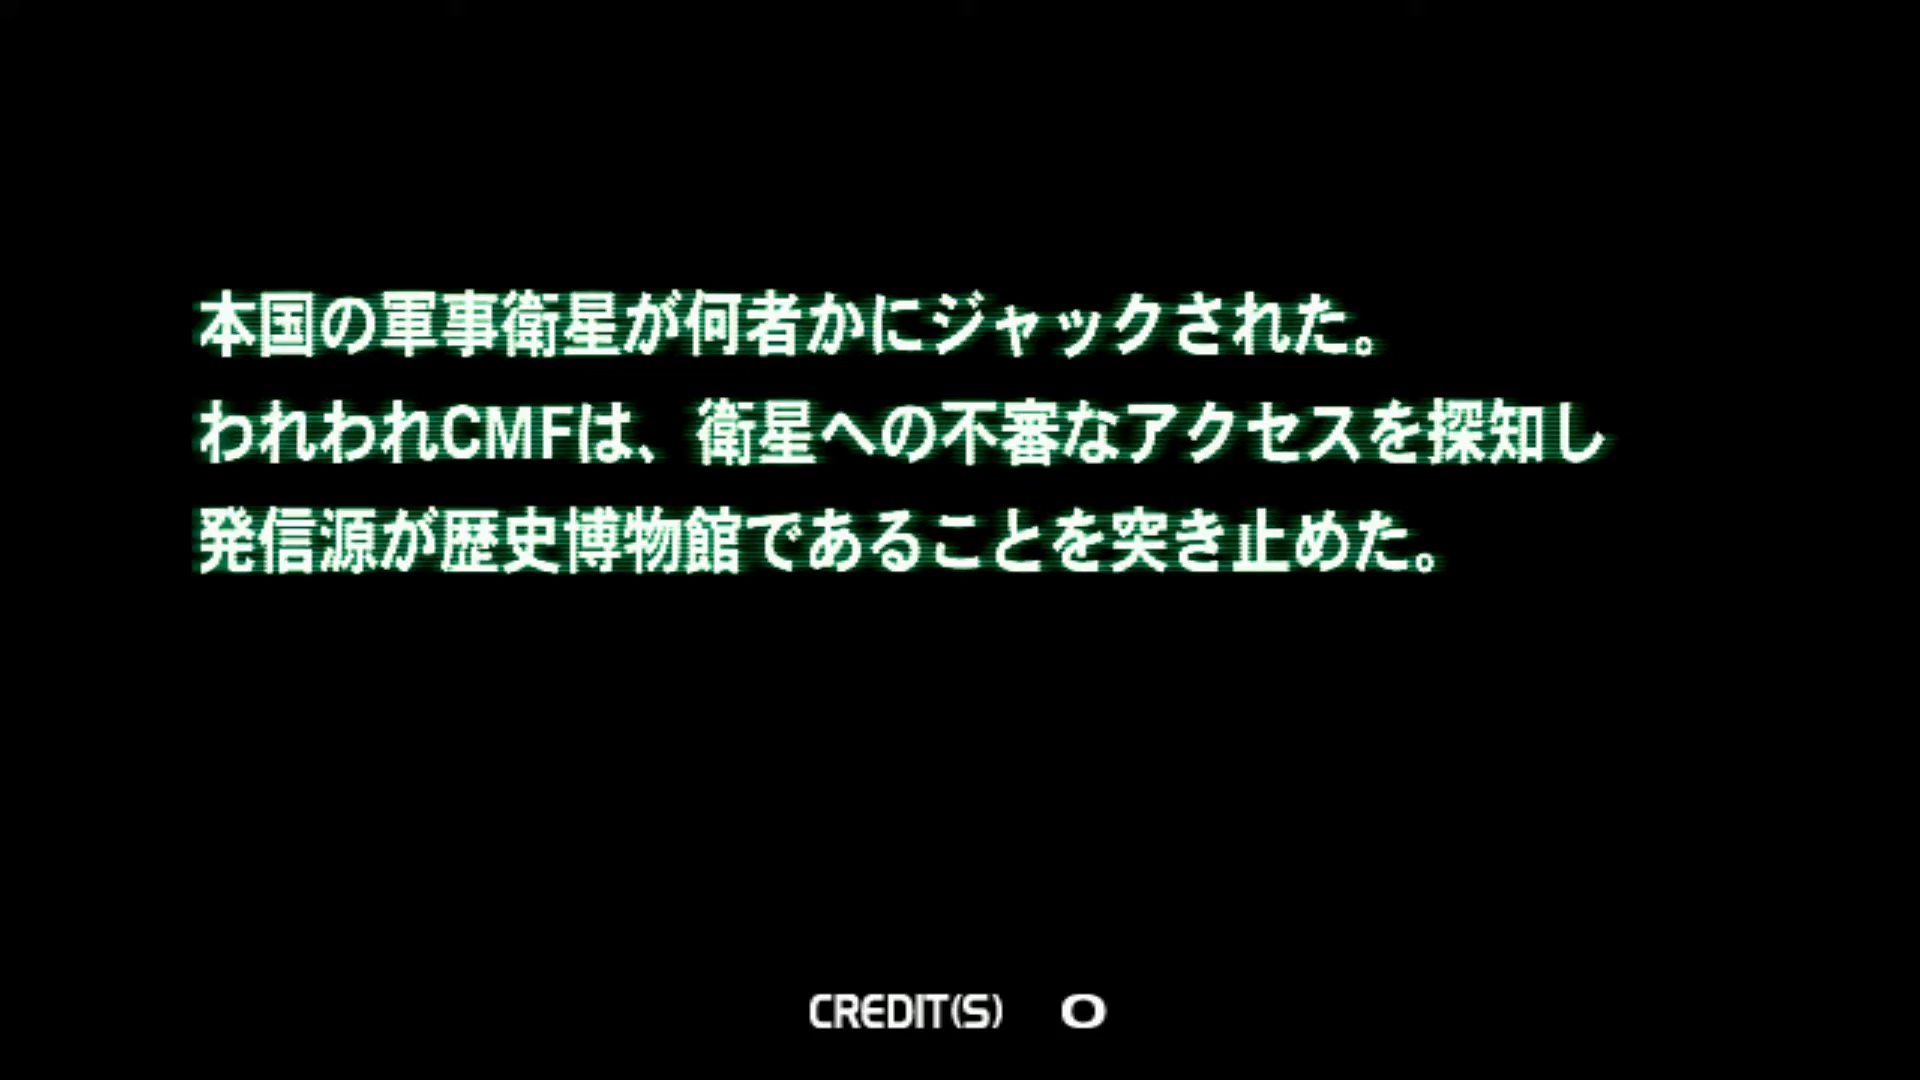 本国の軍事衛星が何者かにジャックされた。
われわれCMFは、衛星への不審なアクセスを探知し
発信源が歴史博物館であることを突き止めた。
CREDIT(S) 0